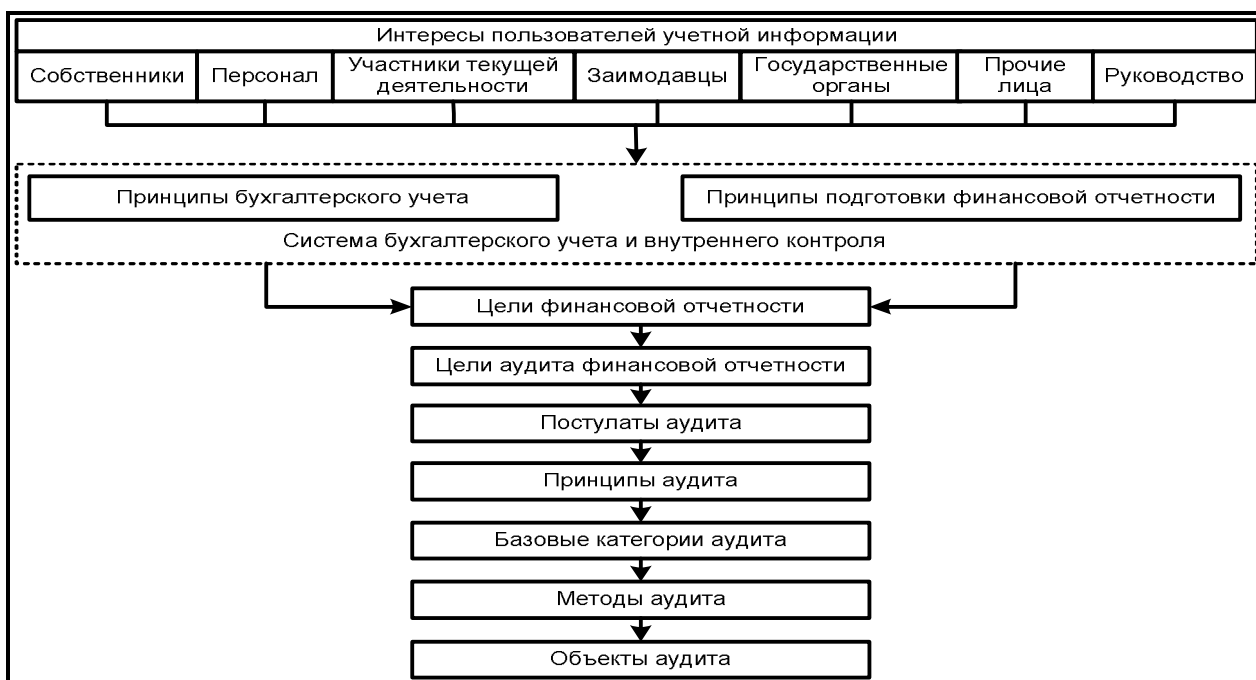 Интересы пользователей учетной информации
Собственники
Персонал
Участники текущей
деятельности
Заимодавцы
Государственные
органы
Прочие
лица
Руководство
Принципы бухгалтерского учета
Принципы подготовки финансовой отчетности
Система бухгалтерского учета и внутреннего контроля
Цели финансовой отчетности
Цели аудита финансовой отчетности
Постулаты аудита
Принципы аудита
Базовые категории аудита
Методы аудита
Объекты аудита